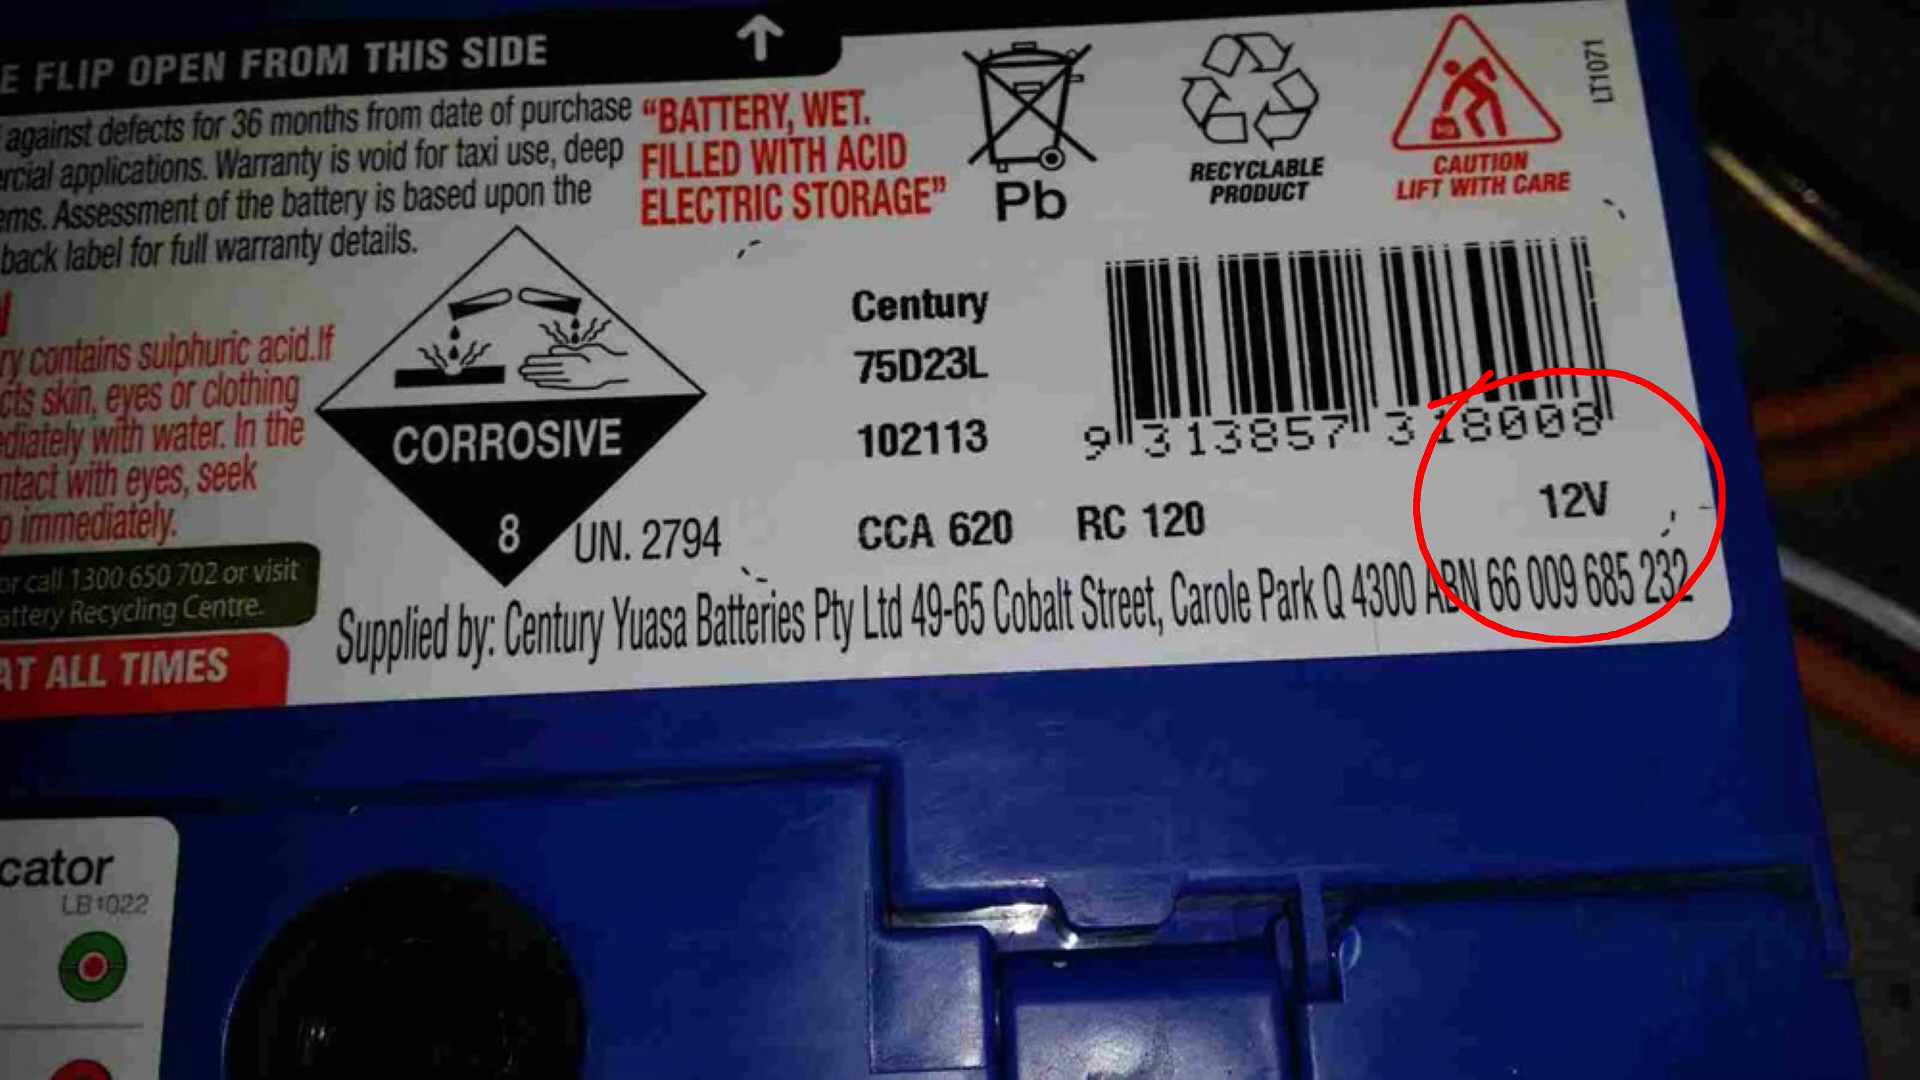 E FLIP OPEN FROM THIS SIDE
against defects for 36 months from date of purchase
rcial applications. Warranty is void for taxi use, deep
ems. Assessment of the battery is based upon the
back label for full warranty details.
"BATTERY, WET.
FILLED WITH ACID
ELECTRIC STORAGE"
Pb
RECYCLABLE
PRODUCT
CAUTION
LIFT WITH CARE
LT1071
ry contains sulphuric acid.If
cts skin, eyes or clothing
ediately with water. In the
ntact with eyes, seek
p immediately.
CORROSIVE
8
UN. 2794
Century
75D23L
102113
CCA 620 RC 120
9 313857 318008
12V
or call 1300 650 702 or visit
attery Recycling Centre.
Supplied by: Century Yuasa Batteries Pty Ltd 49-65 Cobalt Street, Carole Park Q 4300 ABN 66 009 685 232
AT ALL TIMES
cator
LB1022